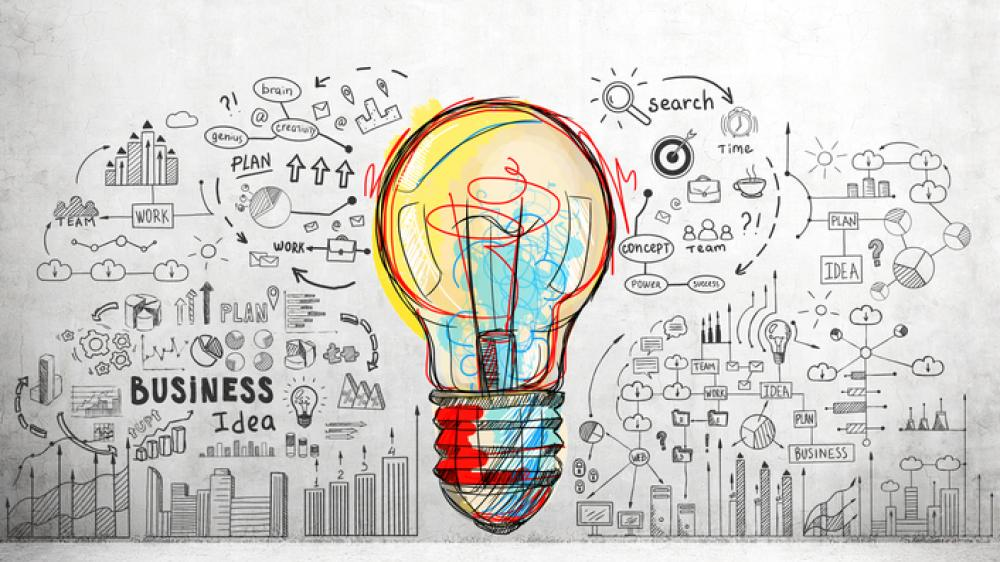 brain
?!
@
creativity
genius
@
PLAN
TEAM
WORK
WORK
PLAN
BUSINESS
Idea
1
2
3
4
search
TIME
?!
@
concept
Team
POWER
success
PLAN
IDEA
?
TEAM
WORK
IDEA
PLAN
BUSINESS
?
?
WEB